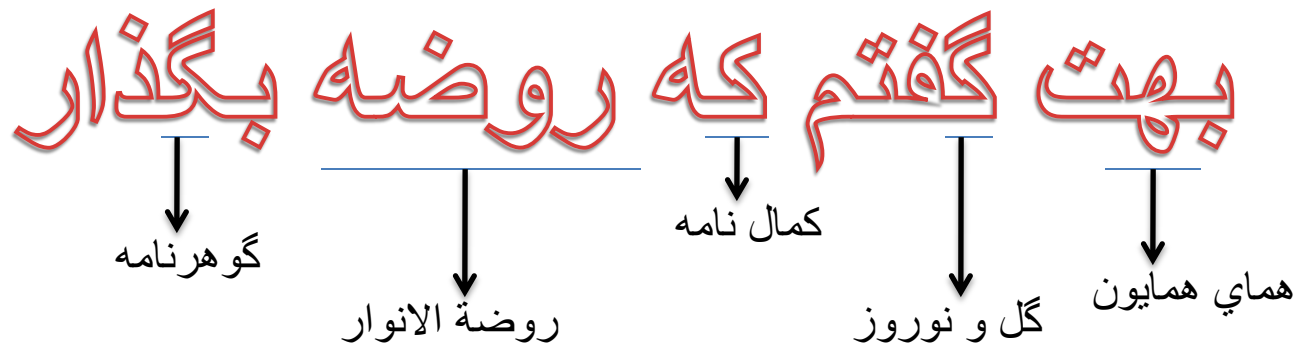 بهت گفتم که روضه بگذار
کمال نامه
گوهرنامه
هماي همايون
گل و نوروز
روضة الانوار